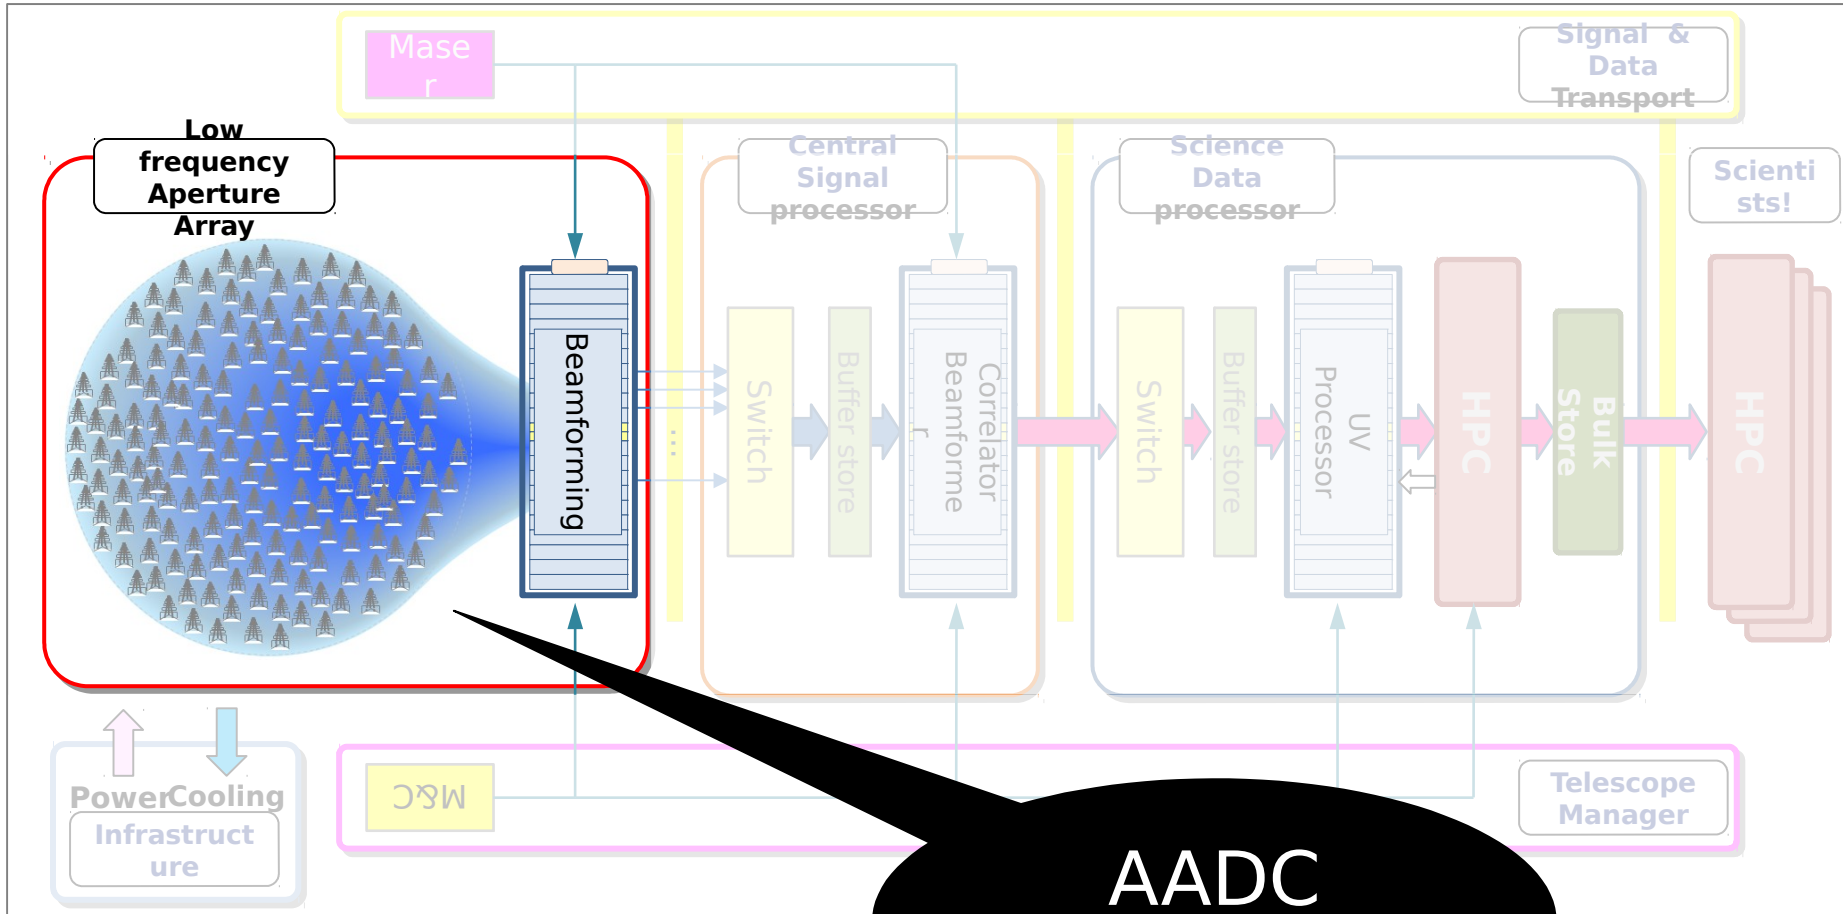 Mase
r
Signal & 
Data
Transport
Low
frequency
Aperture
Array
Central
Signal
processor
Science
Data
processor
Scienti
sts!
Beamforming
...
Switch
Buffer store
Correlator
Beamforme
r
Switch
Buffer store
UV
Processor
HPC
Bulk
Store
HPC
Power
Cooling
Infrastruct
ure
M&C
Telescope
Manager
AADC